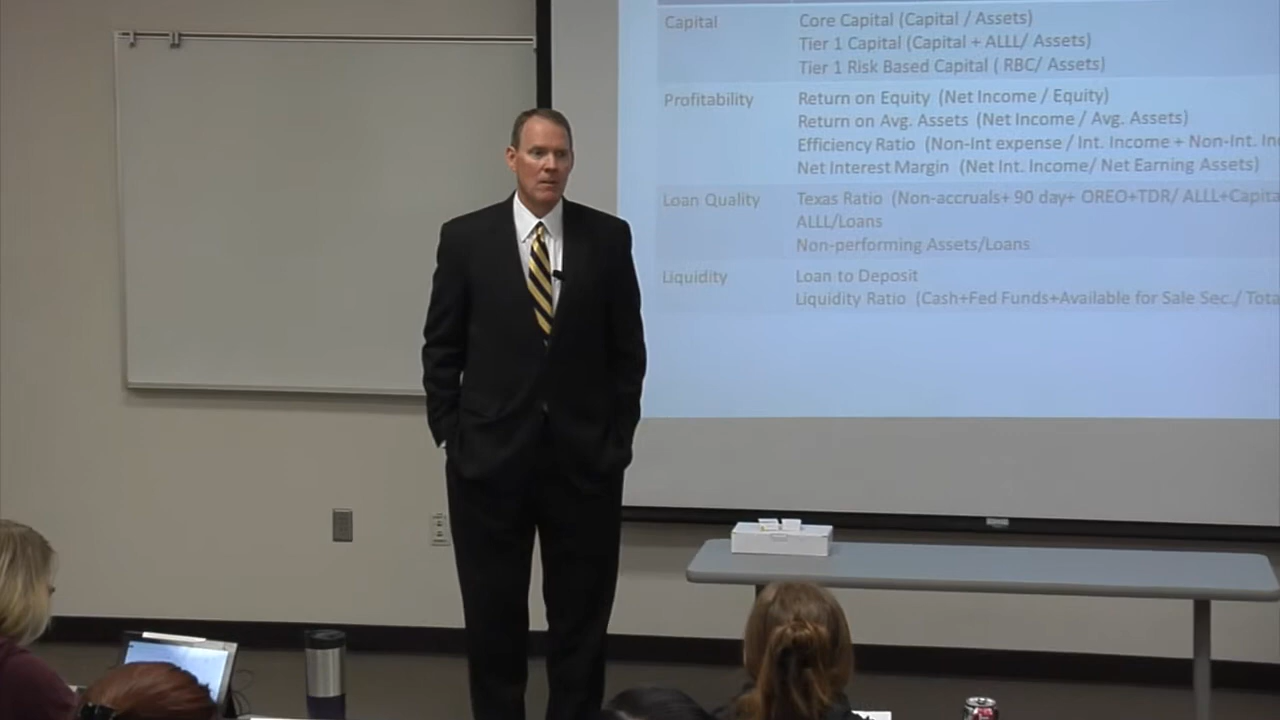 Capital Core Capital (Capital / Assets)
Tier 1 Capital (Capital + ALLL/ Assets)
Tier 1 Risk Based Capital ( RBC/ Assets)
Profitability Return on Equity (Net Income / Equity)
Return on Avg. Assets (Net Income / Avg. Assets)
Efficiency Ratio (Non-Int expense / Int. Income + Non-Int. In
Net Interest Margin (Net Int. Income/ Net Earning Assets)
Loan Quality Texas Ratio (Non-accruals+ 90 day+ OREO+TDR/ ALLL+Capita
ALLL/Loans
Non-performing Assets/Loans
Liquidity Loan to Deposit
Liquidity Ratio (Cash+Fed Funds+Available for Sale Sec./ Tota